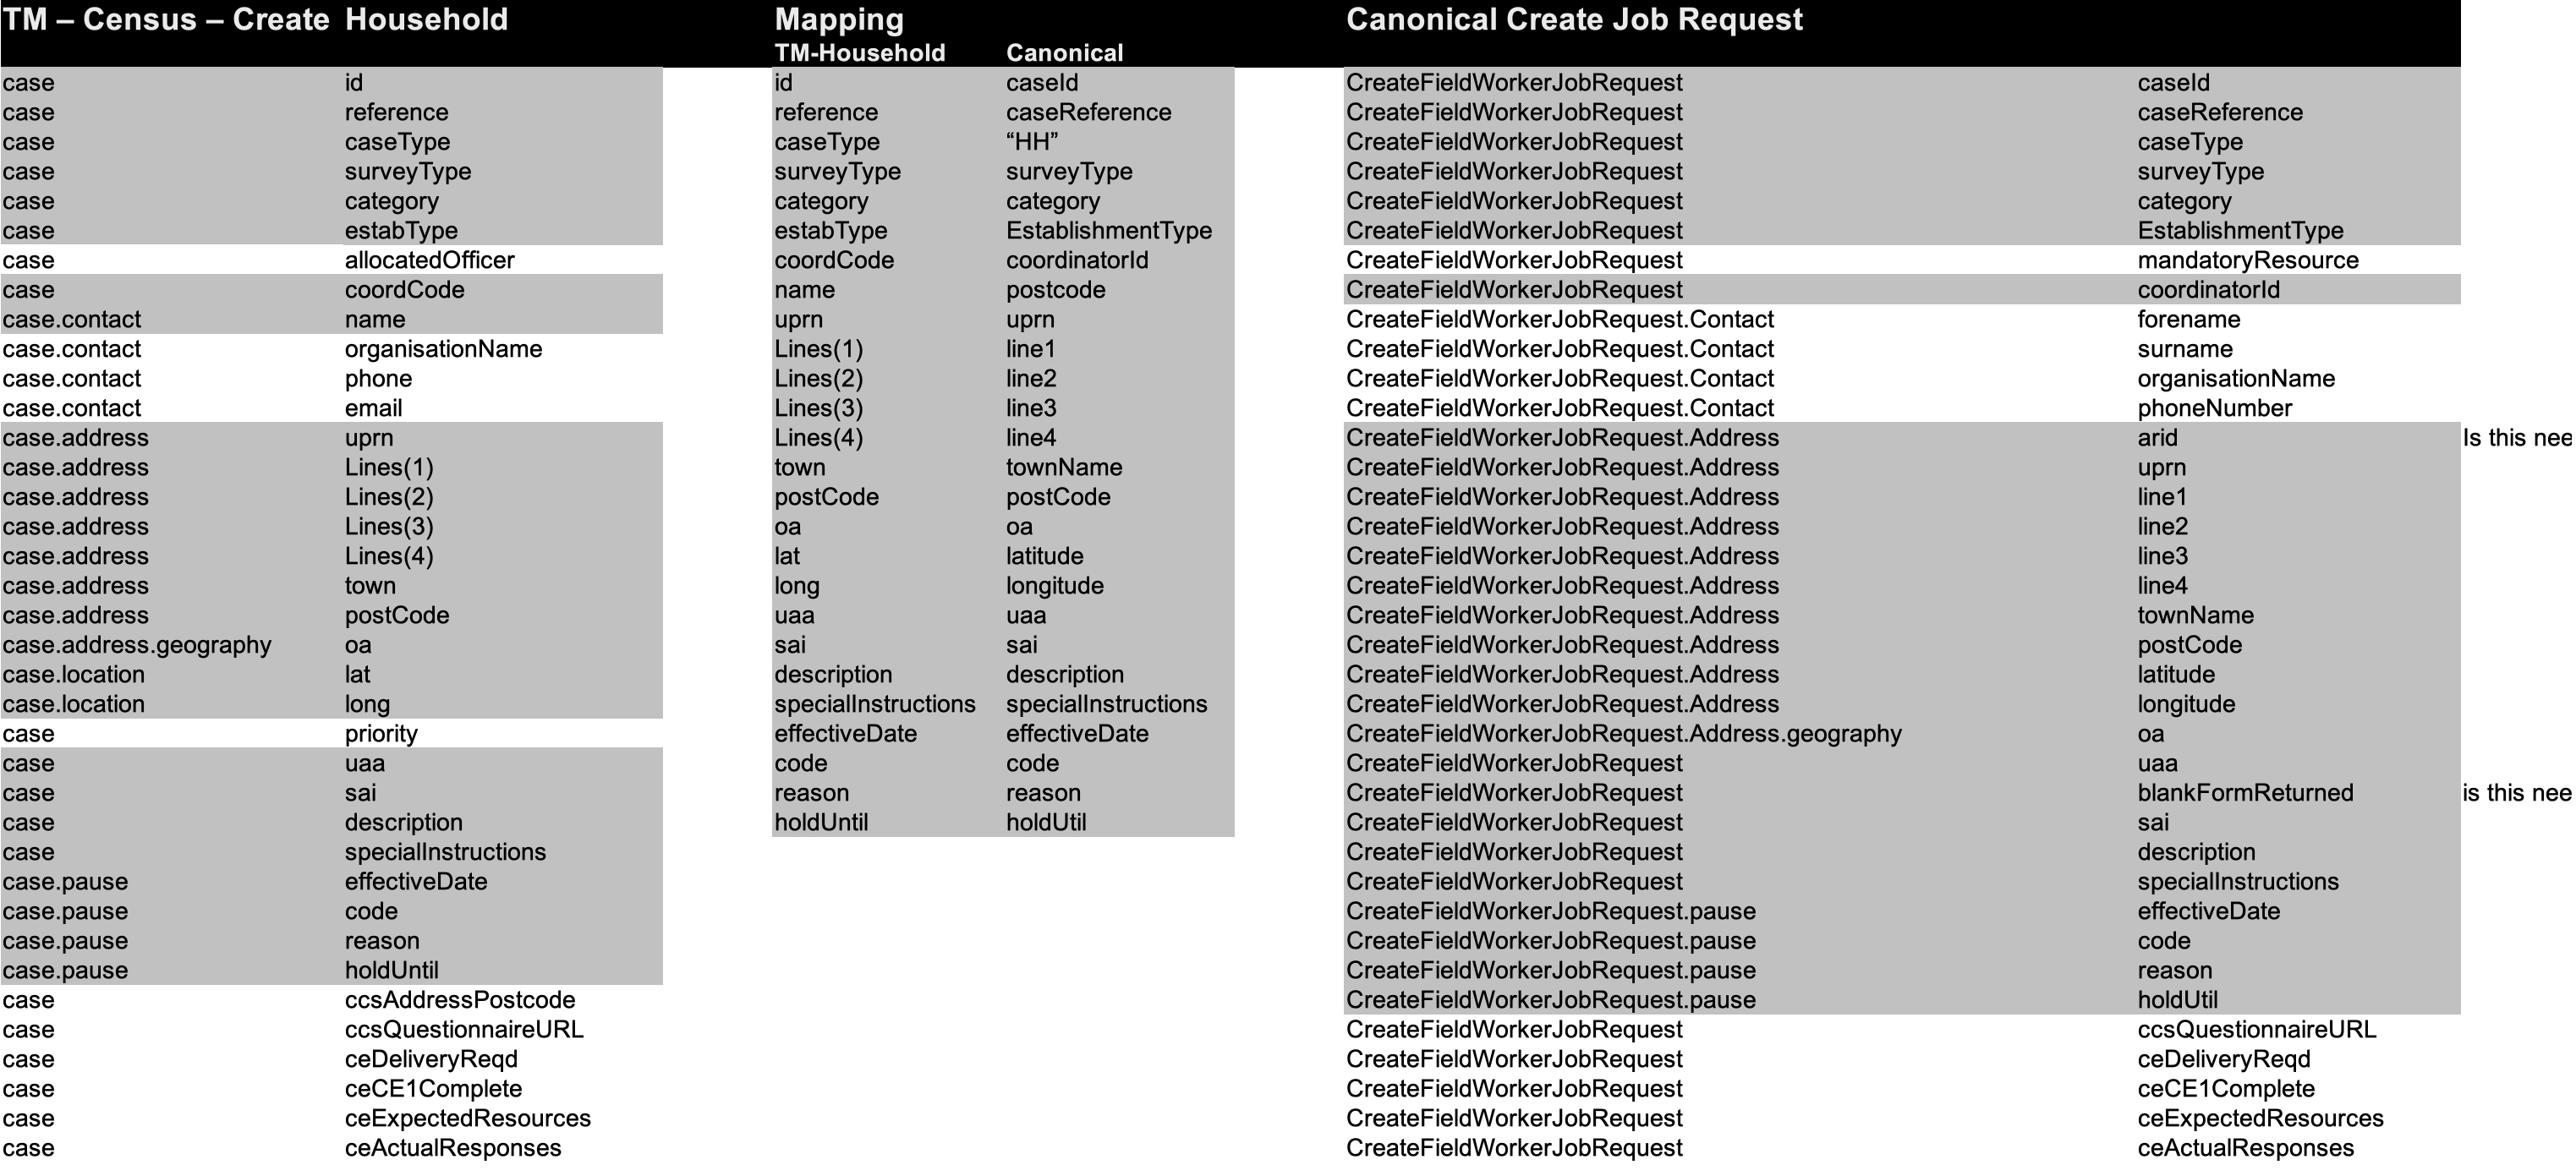 TM – Census – Create Household Mapping Canonical Create Job Request
TM-Household Canonical
case id id caseId CreateFieldWorkerJobRequest caseId
case reference reference caseReference CreateFieldWorkerJobRequest caseReference
case caseType caseType “HH” CreateFieldWorkerJobRequest caseType
case surveyType surveyType surveyType CreateFieldWorkerJobRequest surveyType
case category category category CreateFieldWorkerJobRequest category
case estabType estabType EstablishmentType CreateFieldWorkerJobRequest EstablishmentType
case allocatedOfficer coordCode coordinatorId CreateFieldWorkerJobRequest mandatoryResource
case coordCode name postcode CreateFieldWorkerJobRequest coordinatorId
case.contact name uprn uprn CreateFieldWorkerJobRequest.Contact forename
case.contact organisationName Lines(1) line1 CreateFieldWorkerJobRequest.Contact surname
case.contact phone Lines(2) line2 CreateFieldWorkerJobRequest.Contact organisationName
case.contact email Lines(3) line3 CreateFieldWorkerJobRequest.Contact phoneNumber
case.address uprn Lines(4) line4 CreateFieldWorkerJobRequest.Address arid Is this nee
case.address Lines(1) town townName CreateFieldWorkerJobRequest.Address uprn
case.address Lines(2) postCode postCode CreateFieldWorkerJobRequest.Address line1
case.address Lines(3) oa oa CreateFieldWorkerJobRequest.Address line2
case.address Lines(4) lat latitude CreateFieldWorkerJobRequest.Address line3
case.address town long longitude CreateFieldWorkerJobRequest.Address line4
case.address postCode uaa uaa CreateFieldWorkerJobRequest.Address townName
case.address.geography oa sai sai CreateFieldWorkerJobRequest.Address postCode
case.location lat description description CreateFieldWorkerJobRequest.Address latitude
case.location long specialInstructions specialInstructions CreateFieldWorkerJobRequest.Address longitude
case priority effectiveDate effectiveDate CreateFieldWorkerJobRequest.Address.geography oa
case uaa code code CreateFieldWorkerJobRequest uaa
case sai reason reason CreateFieldWorkerJobRequest blankFormReturned is this nee
case description holdUntil holdUtil CreateFieldWorkerJobRequest sai
case specialInstructions CreateFieldWorkerJobRequest description
case.pause effectiveDate CreateFieldWorkerJobRequest specialInstructions
case.pause code CreateFieldWorkerJobRequest.pause effectiveDate
case.pause reason CreateFieldWorkerJobRequest.pause code
case.pause holdUntil CreateFieldWorkerJobRequest.pause reason
case ccsAddressPostcode CreateFieldWorkerJobRequest.pause holdUtil
case ccsQuestionnaireURL CreateFieldWorkerJobRequest ccsQuestionnaireURL
case ceDeliveryReqd CreateFieldWorkerJobRequest ceDeliveryReqd
case ceCE1Complete CreateFieldWorkerJobRequest ceCE1Complete
case ceExpectedResources CreateFieldWorkerJobRequest ceExpectedResources
case ceActualResponses CreateFieldWorkerJobRequest ceActualResponses